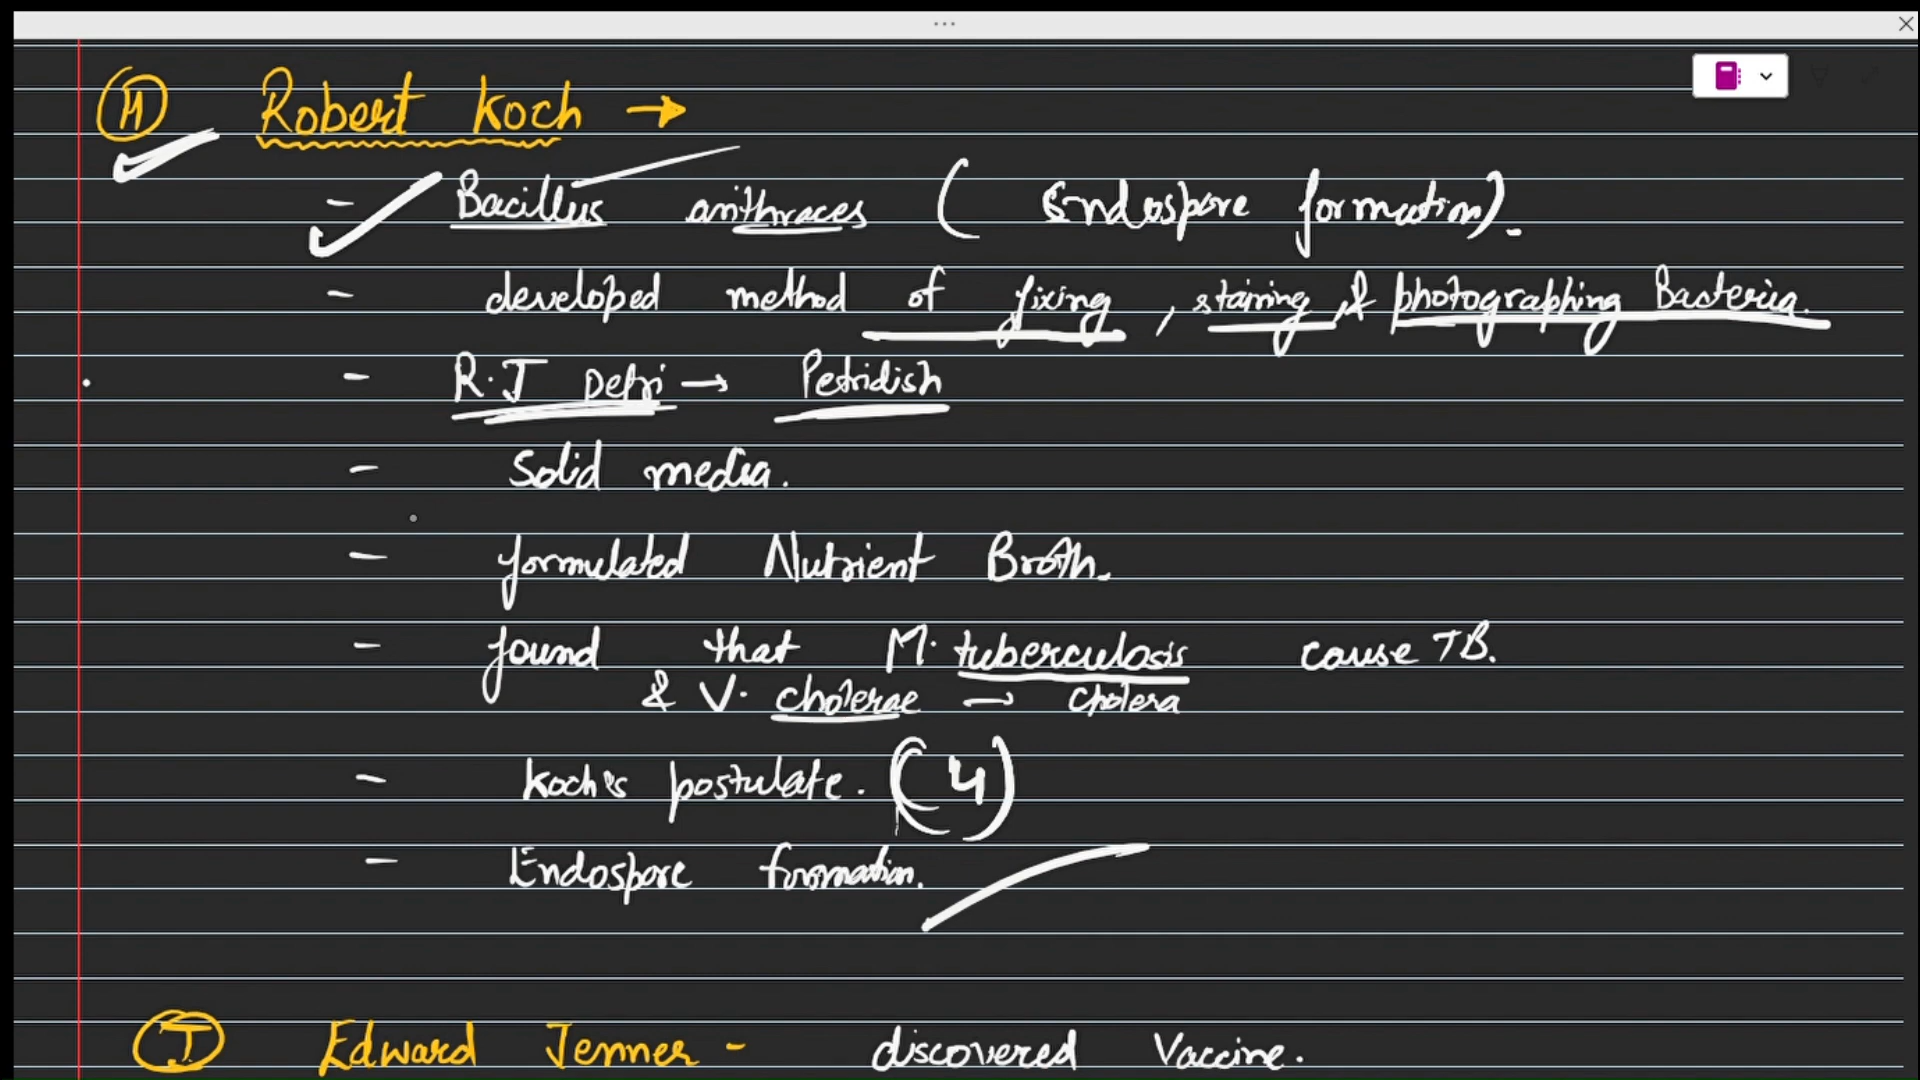 (H) Robert Koch →
- Bacillus anthraces ( Endospore formation).
- developed method of fixing, staining & photographing Bacteria.
- R.J Petri → Petridish
- Solid media.
- formulated Nutrient Broth.
- found that M. tuberculosis cause TB.
& V. cholerae → cholera
- Koch's postulate. (4)
- Endospore formation.
(J) Edward Jenner - discovered Vaccine.